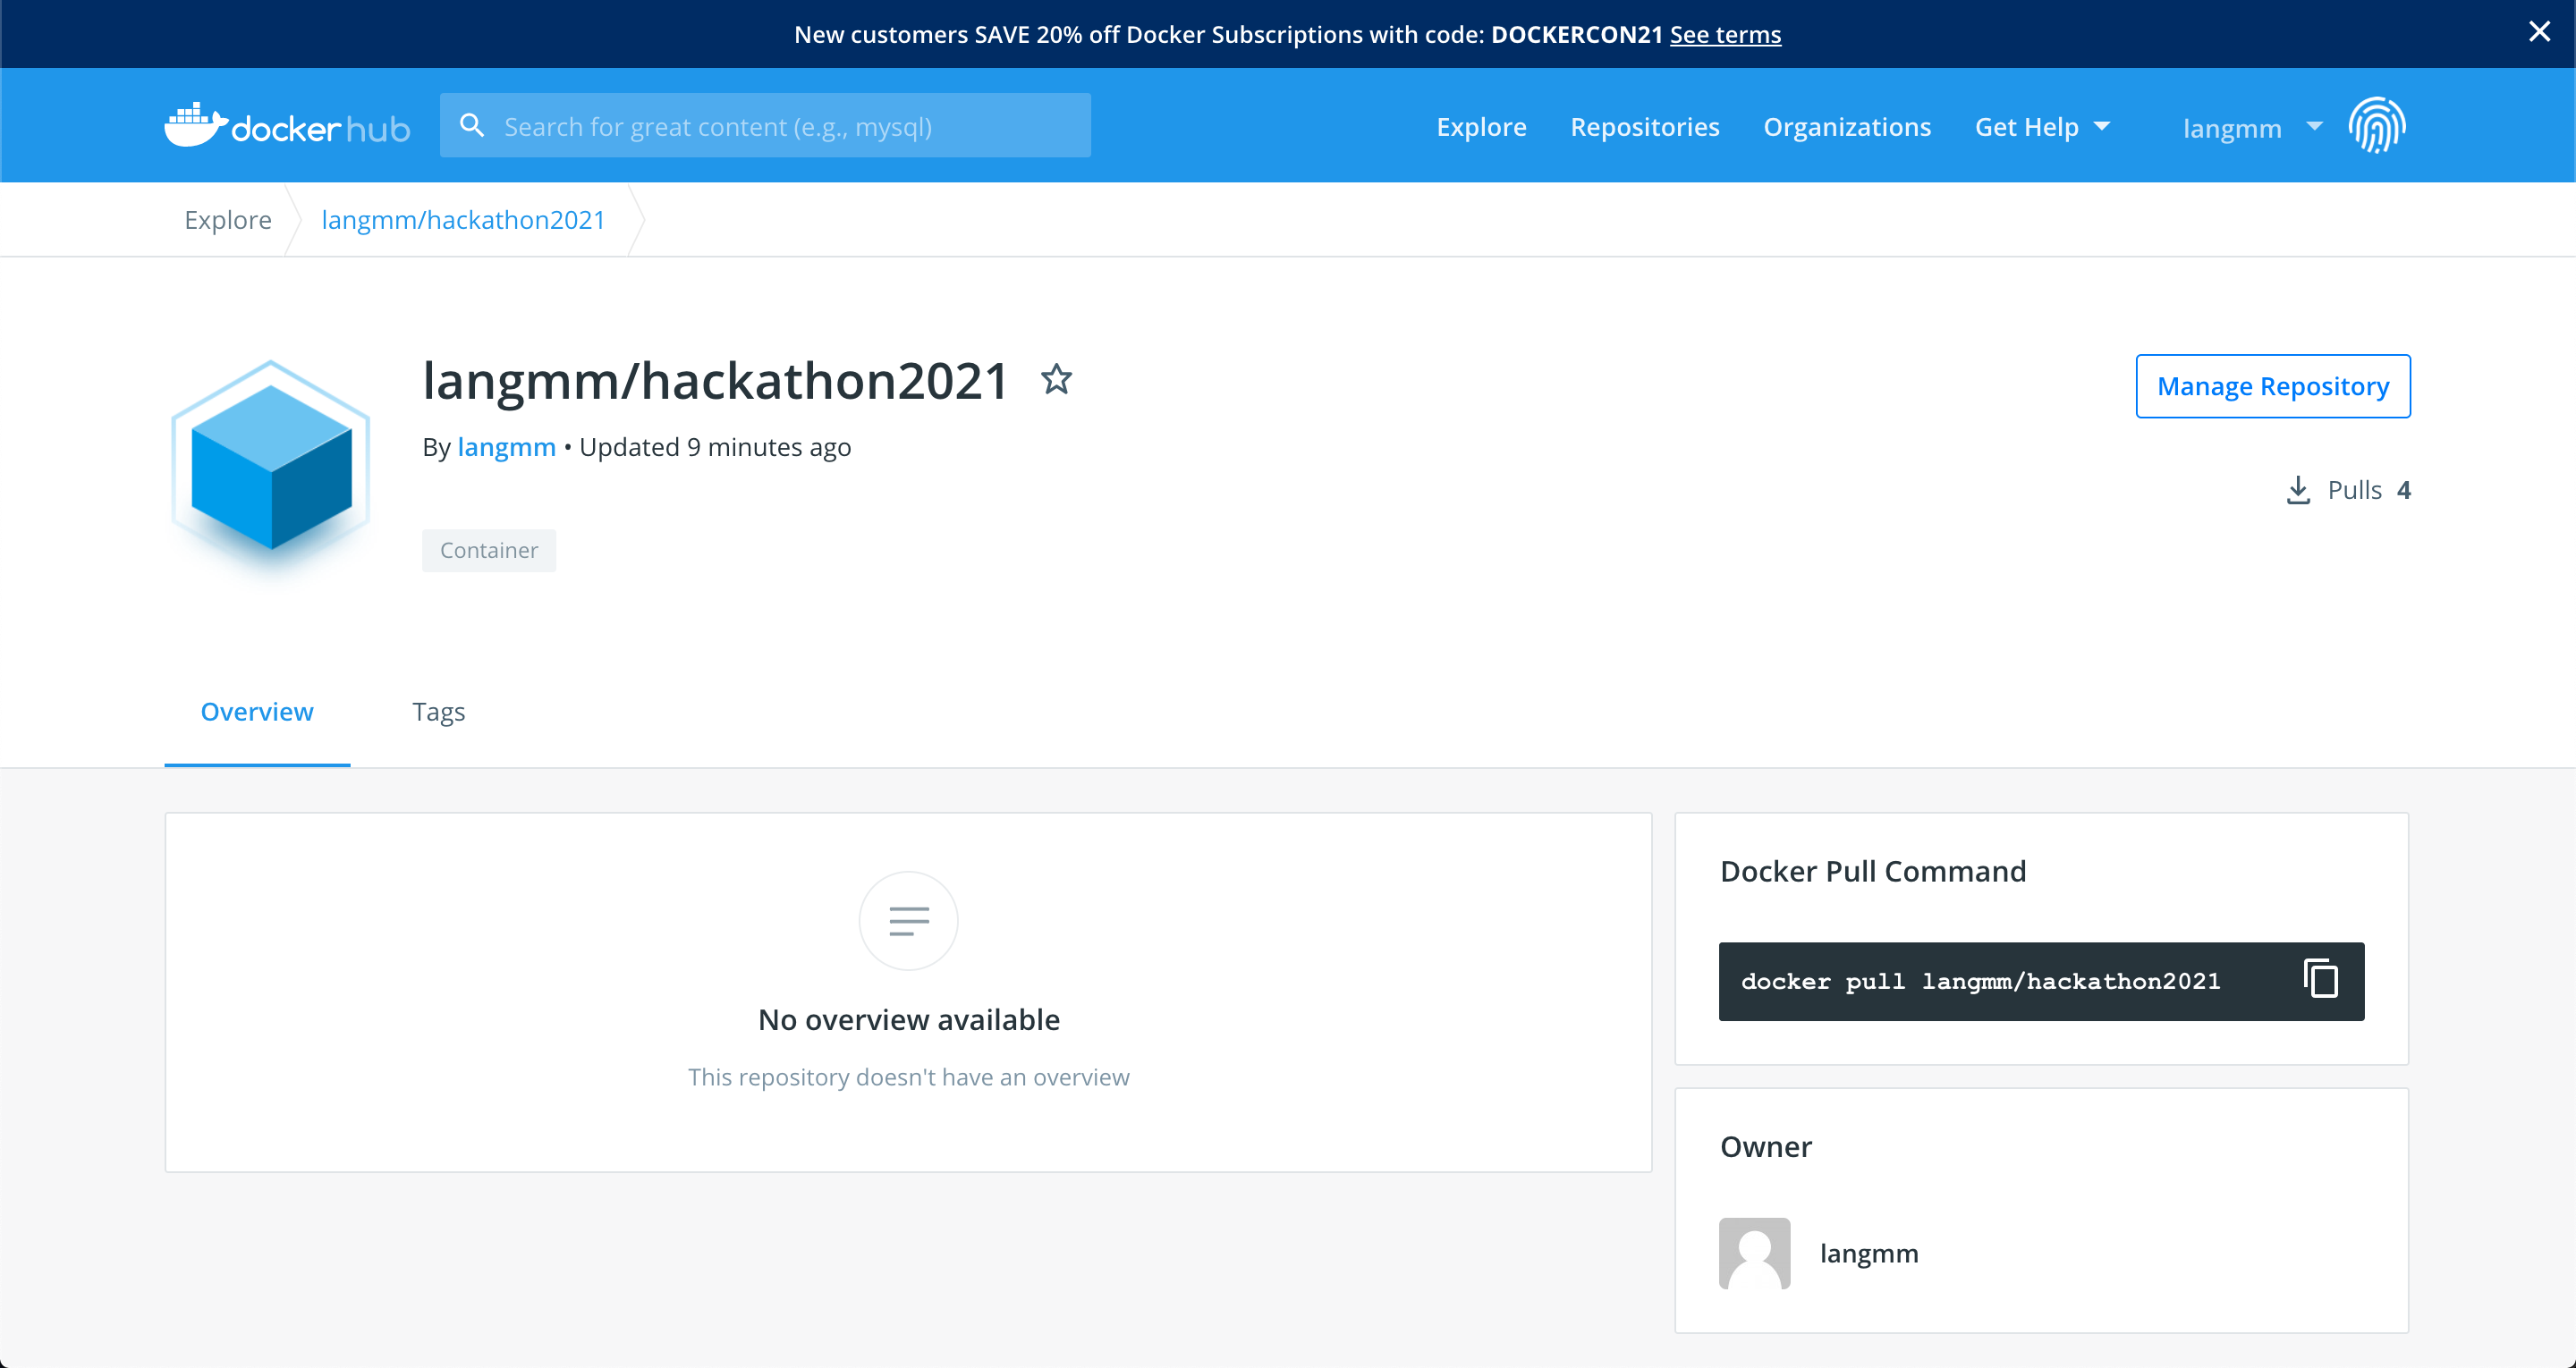 New customers SAVE 20% off Docker Subscriptions with code: DOCKERCON21 See terms
docker hub
Search for great content (e.g., mysql)
Explore
Repositories
Organizations
Get Help
langmm
Explore
langmm/hackathon2021
langmm/hackathon2021
By langmm • Updated 9 minutes ago
Container
Manage Repository
Pulls 4
Overview
Tags
No overview available
This repository doesn't have an overview
Docker Pull Command
docker pull langmm/hackathon2021
Owner
langmm